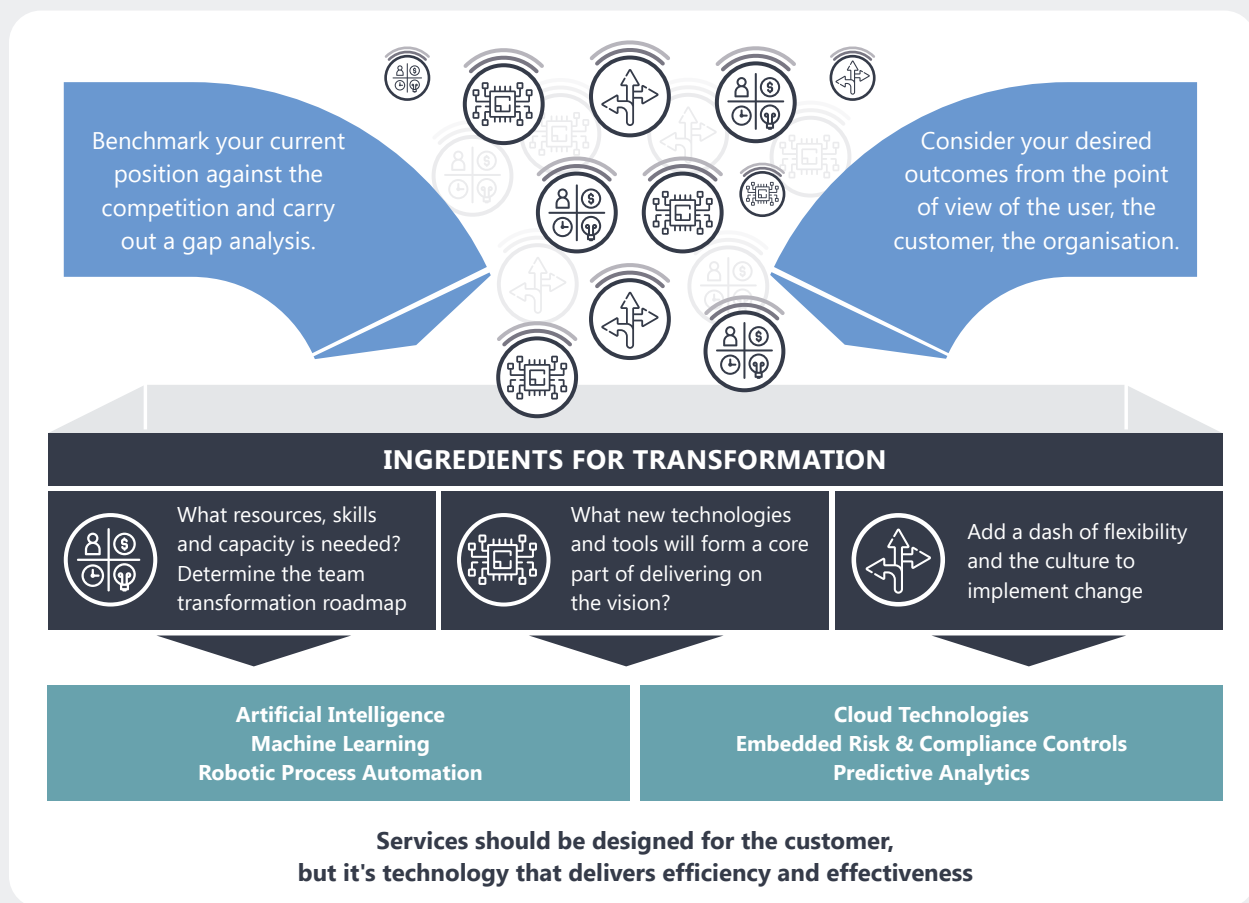 Benchmark your current
position against the
competition and carry
out a gap analysis.
Consider your desired
outcomes from the point
of view of the user, the
customer, the organisation.
INGREDIENTS FOR TRANSFORMATION
What resources, skills
and capacity is needed?
Determine the team
transformation roadmap
What new technologies
and tools will form a core
part of delivering on
the vision?
Add a dash of flexibility
and the culture to
implement change
Artificial Intelligence
Machine Learning
Robotic Process Automation
Cloud Technologies
Embedded Risk & Compliance Controls
Predictive Analytics
Services should be designed for the customer,
but it's technology that delivers efficiency and effectiveness